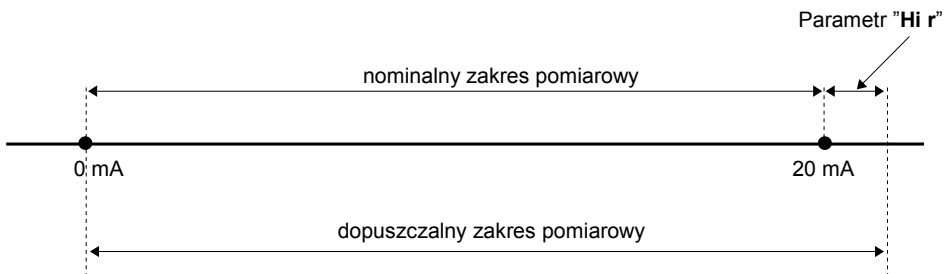 Parametr ”Hi r”
nominalny zakres pomiarowy
0 mA
20 mA
dopuszczalny zakres pomiarowy